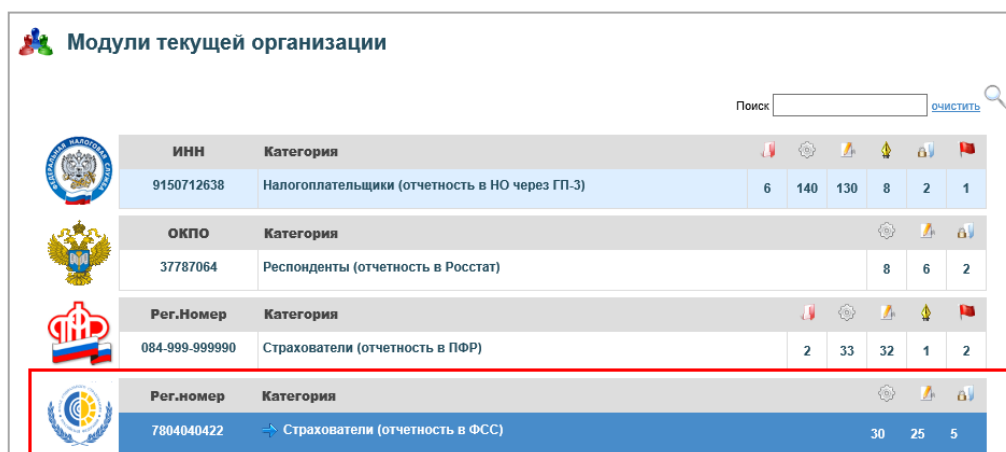 Модули текущей организации
Поиск очистить
ИНН Категория
9150712638 Налогоплательщики (отчетность в НО через ГП-3) 6 140 130 8 2 1
ОКПО Категория
37787064 Респонденты (отчетность в Росстат) 8 6 2
Рег.Номер Категория
084-999-999990 Страхователи (отчетность в ПФР) 2 33 32 1 2
Рег.номер Категория
7804040422 Страхователи (отчетность в ФСС) 30 25 5